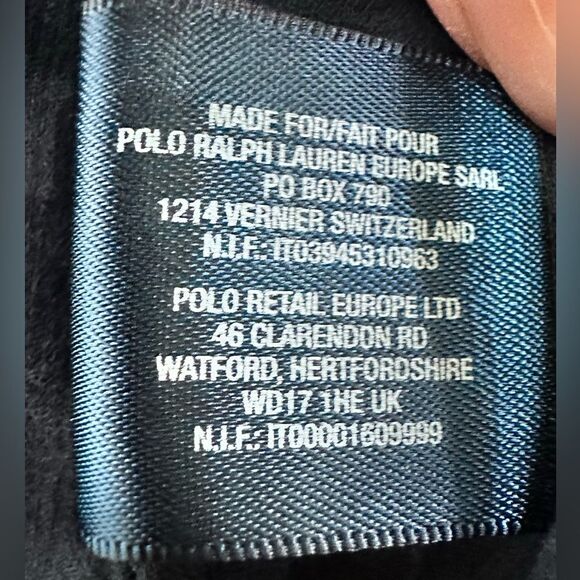 MADE FOR/FAIT POUR
POLO RALPH LAUREN EUROPE SARL
PO BOX 790
1214 VERNIER SWITZERLAND
N.I.F.: IT03945310963
POLO RETAIL EUROPE LTD
46 CLARENDON RD
WATFORD, HERTFORDSHIRE
WD17 1HE UK
N.I.F.: IT00001609999